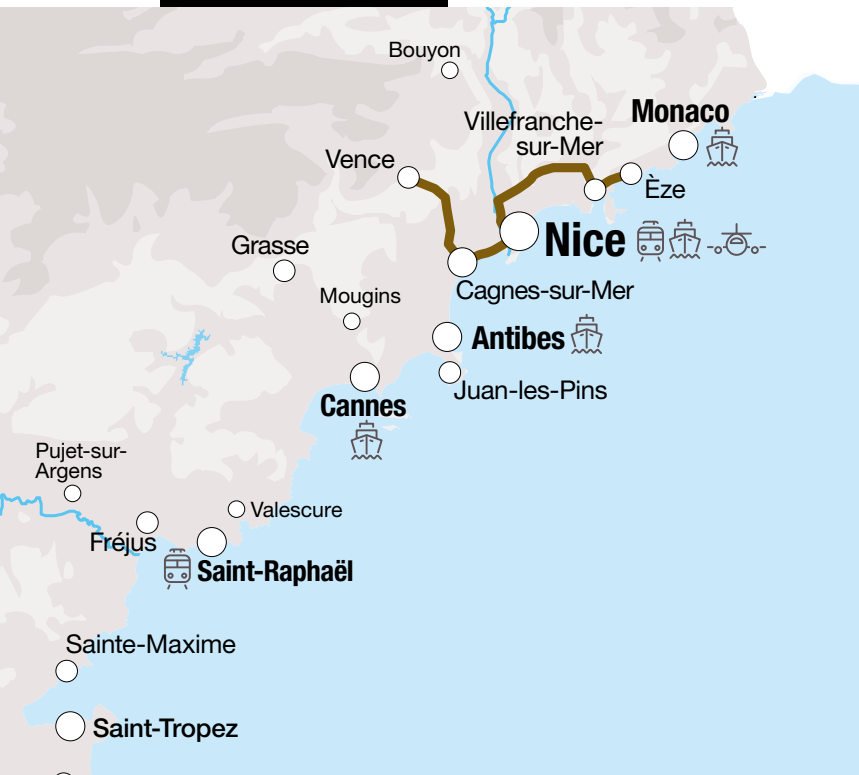 Bouyon
Monaco
Villefranche-
sur-Mer
Vence
Èze
Nice
Grasse
Cagnes-sur-Mer
Mougins
Antibes
Juan-les-Pins
Cannes
Pujet-sur-
Argens
Valescure
Fréjus
Saint-Raphaël
Sainte-Maxime
Saint-Tropez